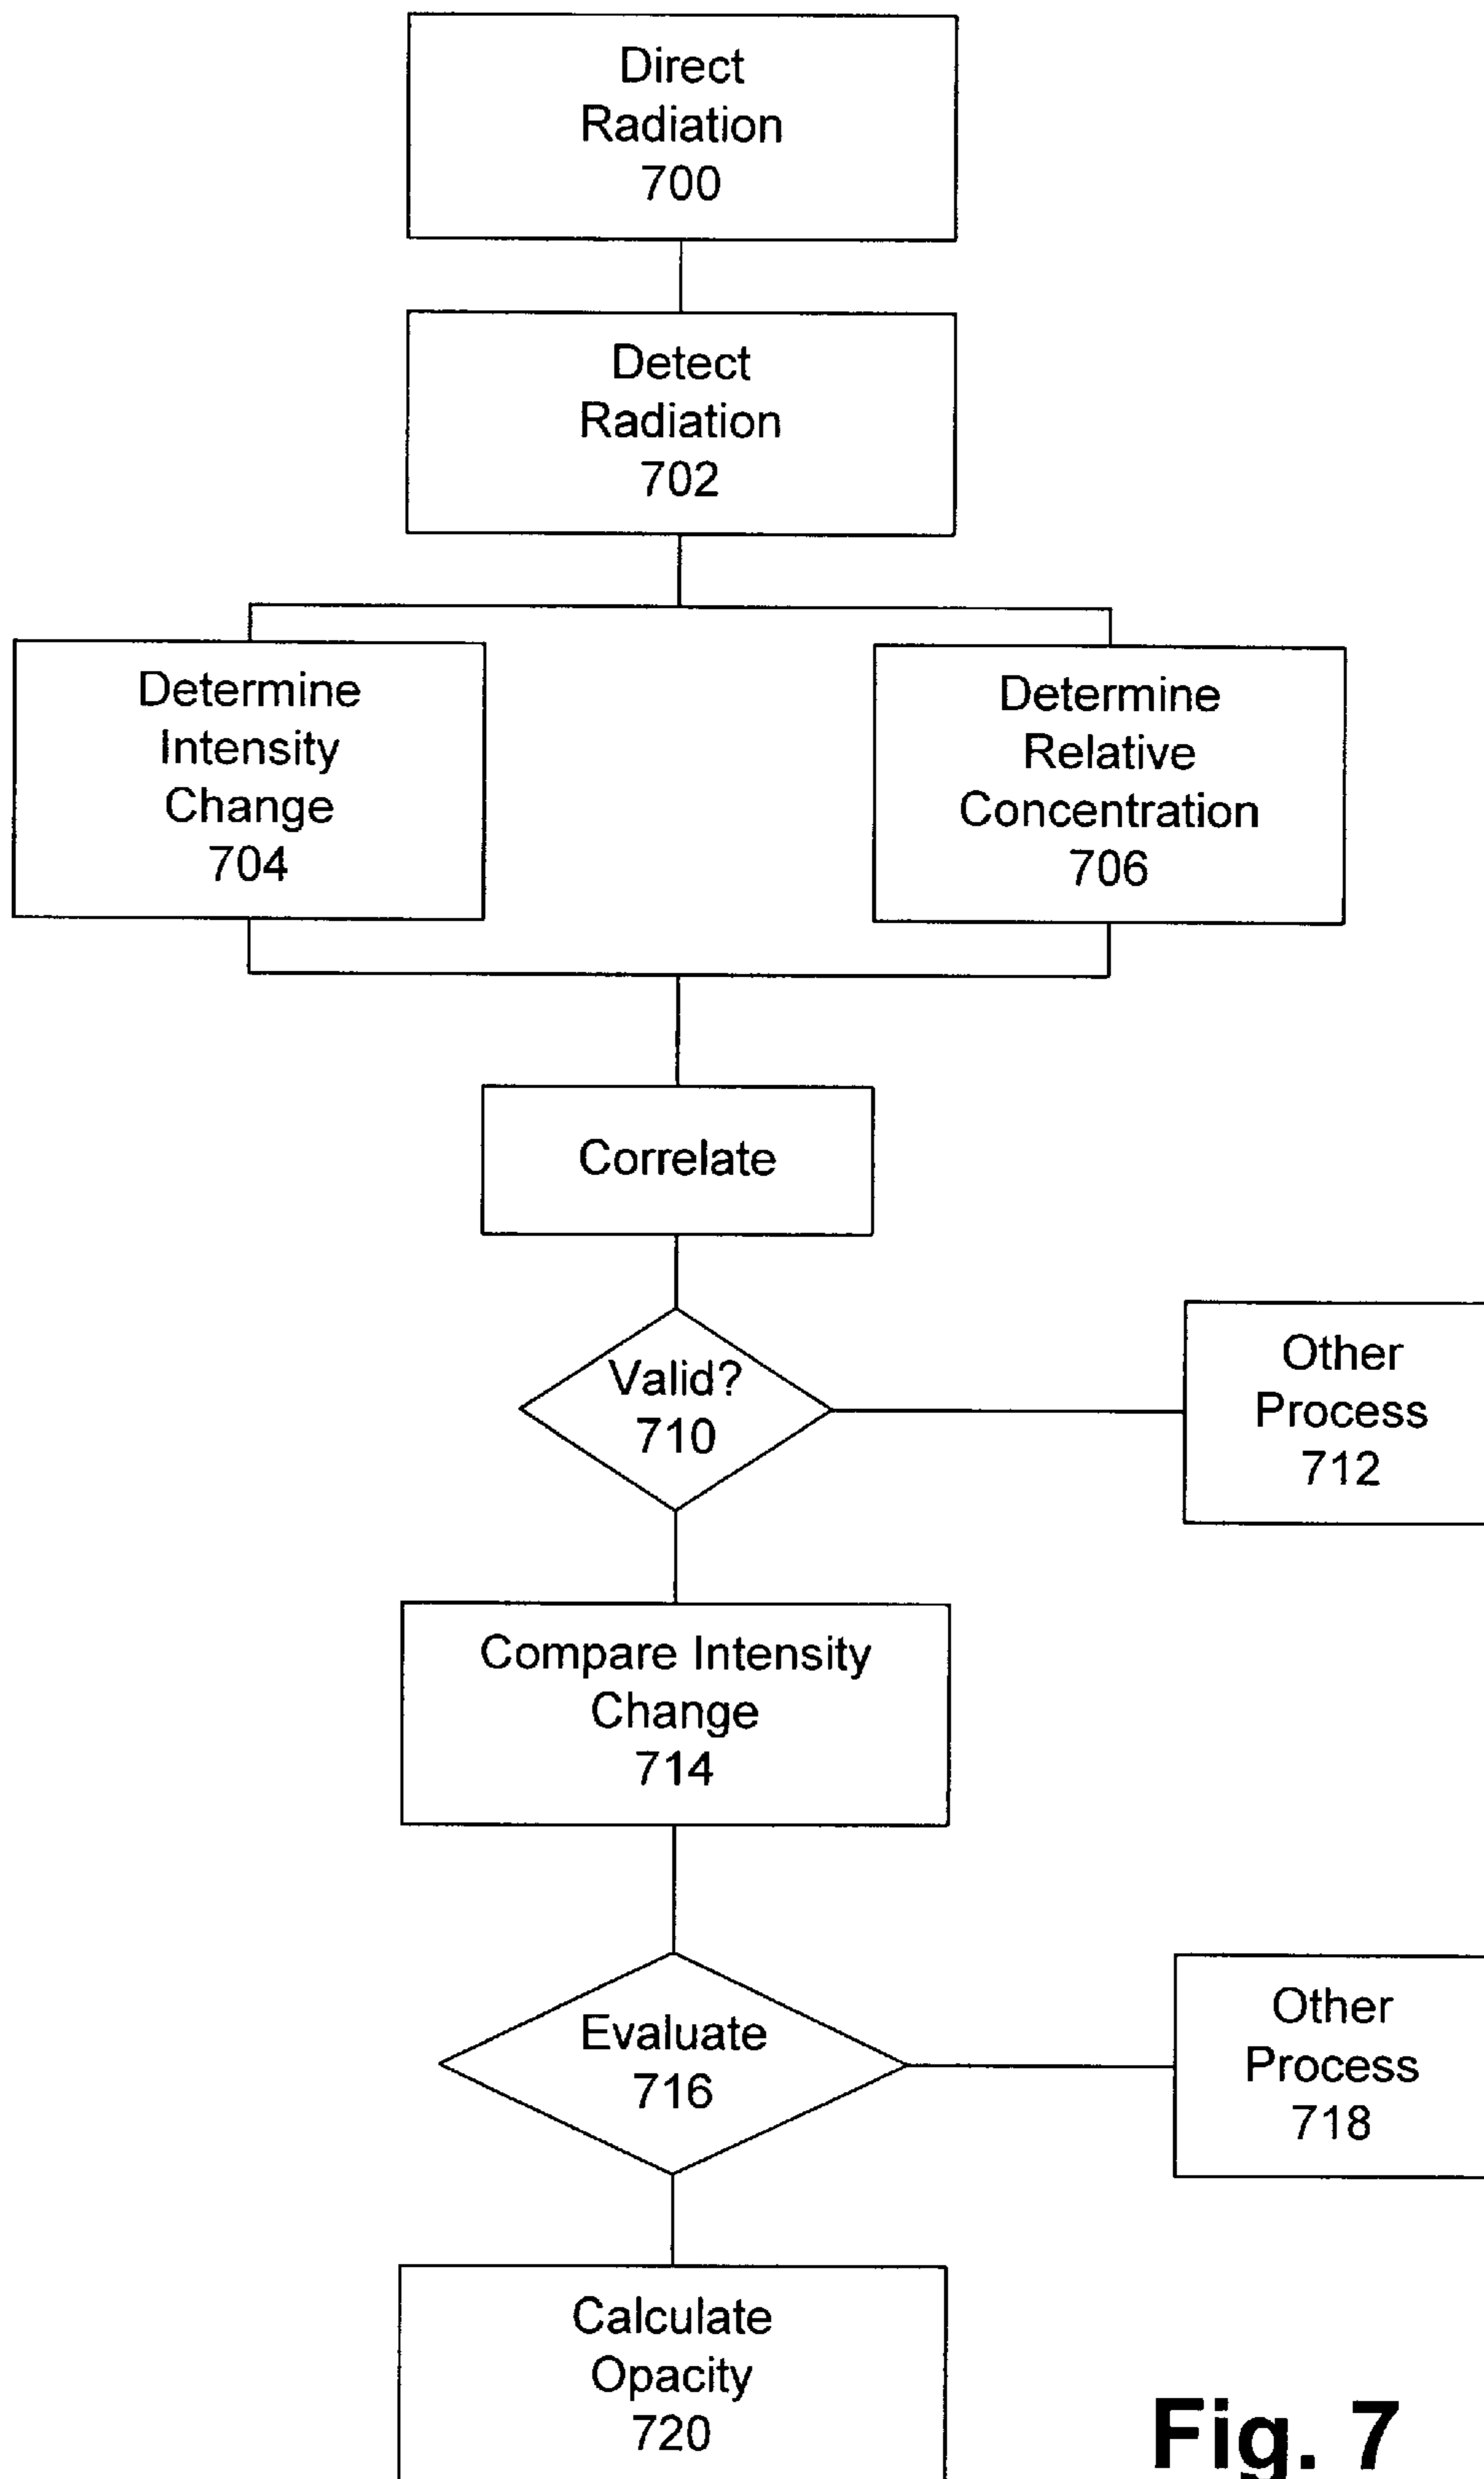 Direct
Radiation
700
Detect
Radiation
702
Determine
Intensity
Change
704
Determine
Relative
Concentration
706
Correlate
Valid?
710
Other
Process
712
Compare Intensity
Change
714
Evaluate
716
Other
Process
718
Calculate
Opacity
720
Fig. 7